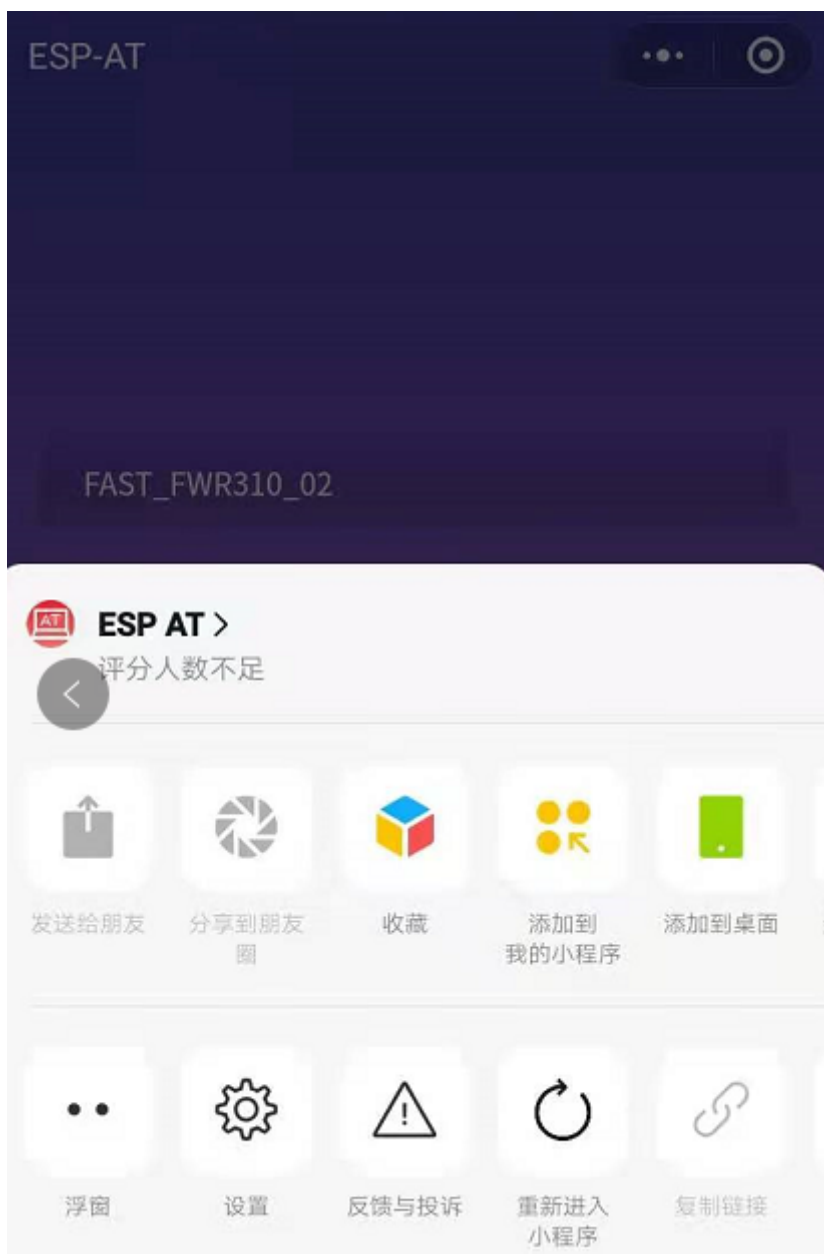 ESP-AT
FAST_FWR310_02
AT
ESP AT >
评分人数不足
发送给朋友
分享到朋友
圈
收藏
添加到
我的小程序
添加到桌面
浮窗
设置
反馈与投诉
重新进入
小程序
复制链接